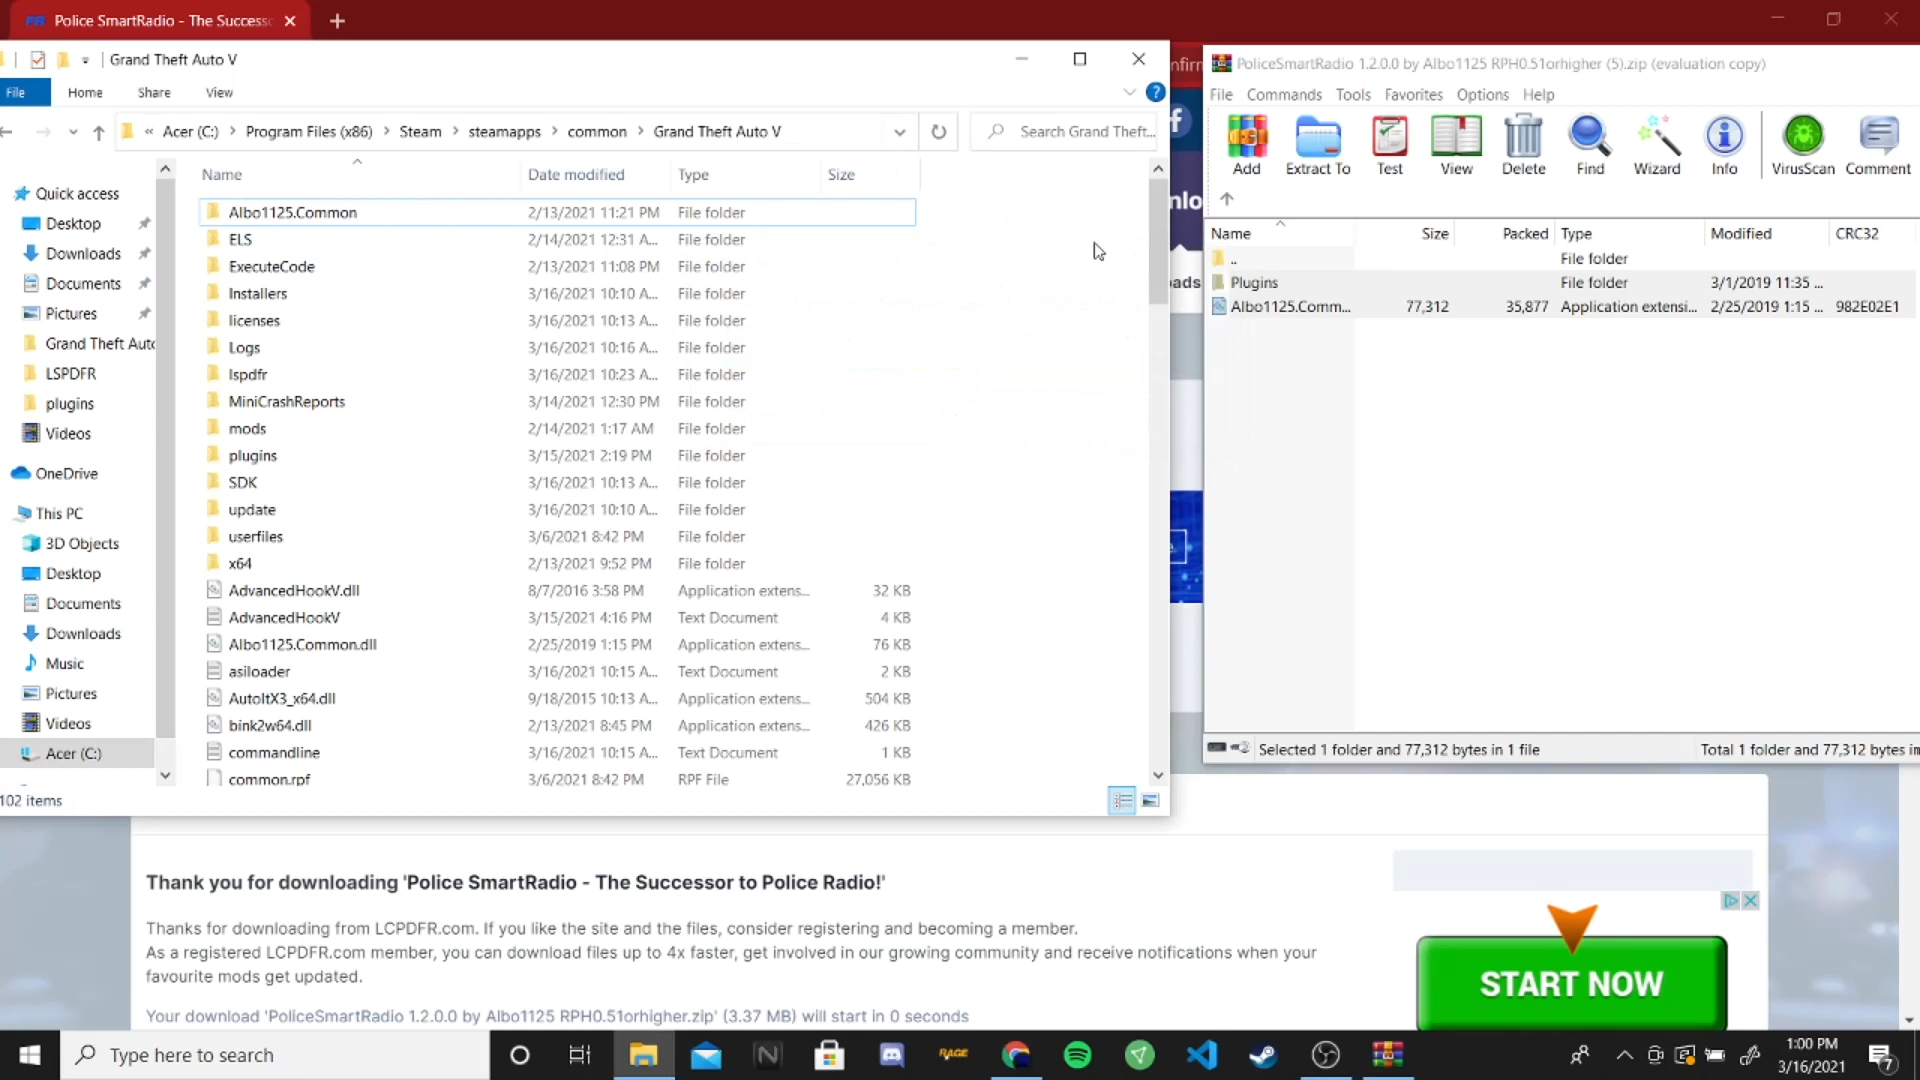 Police SmartRadio - The Success
Grand Theft Auto V
File Home Share View
« Acer (C:) > Program Files (x86) > Steam > steamapps > common > Grand Theft Auto V
Search Grand Theft...
Name Date modified Type Size
Quick access
Desktop
Downloads
Documents
Pictures
Grand Theft Auto
LSPDFR
plugins
Videos
OneDrive
This PC
3D Objects
Desktop
Documents
Downloads
Music
Pictures
Videos
Acer (C:)
Albo1125.Common 2/13/2021 11:21 PM File folder
ELS 2/14/2021 12:31 A... File folder
ExecuteCode 2/13/2021 11:08 PM File folder
Installers 3/16/2021 10:10 A... File folder
licenses 3/16/2021 10:13 A... File folder
Logs 3/16/2021 10:16 A... File folder
lspdfr 3/16/2021 10:23 A... File folder
MiniCrashReports 3/14/2021 12:30 PM File folder
mods 2/14/2021 1:17 AM File folder
plugins 3/15/2021 2:19 PM File folder
SDK 3/16/2021 10:13 A... File folder
update 3/16/2021 10:10 A... File folder
userfiles 3/6/2021 8:42 PM File folder
x64 2/13/2021 9:52 PM File folder
AdvancedHookV.dll 8/7/2016 3:58 PM Application extens... 32 KB
AdvancedHookV 3/15/2021 4:16 PM Text Document 4 KB
Albo1125.Common.dll 2/25/2019 1:15 PM Application extens... 76 KB
asiloader 3/16/2021 10:15 A... Text Document 2 KB
AutoItX3_x64.dll 9/18/2015 10:13 A... Application extens... 504 KB
bink2w64.dll 2/13/2021 8:45 PM Application extens... 426 KB
commandline 3/16/2021 10:15 A... Text Document 1 KB
common.rpf 3/6/2021 8:42 PM RPF File 27,056 KB
102 items
nfirm
nlo
ads
PoliceSmartRadio 1.2.0.0 by Albo1125 RPH0.51orhigher (5).zip (evaluation copy)
File Commands Tools Favorites Options Help
Add Extract To Test View Delete Find Wizard Info VirusScan Comment
Name Size Packed Type Modified CRC32
.. File folder
Plugins File folder 3/1/2019 11:35 ...
Albo1125.Comm... 77,312 35,877 Application extensi... 2/25/2019 1:15 ... 982E02E1
Selected 1 folder and 77,312 bytes in 1 file Total 1 folder and 77,312 bytes in
Thank you for downloading 'Police SmartRadio - The Successor to Police Radio!'
Thanks for downloading from LCPDFR.com. If you like the site and the files, consider registering and becoming a member.
As a registered LCPDFR.com member, you can download files up to 4x faster, get involved in our growing community and receive notifications when your
favourite mods get updated.
Your download 'PoliceSmartRadio 1.2.0.0 by Albo1125 RPH0.51orhigher.zip' (3.37 MB) will start in 0 seconds
START NOW
Type here to search
RAGE
1:00 PM
3/16/2021
7